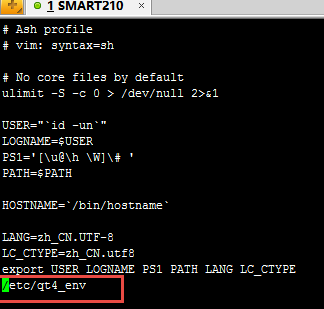 1 SMART210
# Ash profile
# vim: syntax=sh
# No core files by default
ulimit -S -c 0 > /dev/null 2>&1
USER="`id -un`"
LOGNAME=$USER
PS1='[\u@\h \W]\# '
PATH=$PATH
HOSTNAME=`/bin/hostname`
LANG=zh_CN.UTF-8
LC_CTYPE=zh_CN.utf8
export USER LOGNAME PS1 PATH LANG LC_CTYPE
/etc/qt4_env